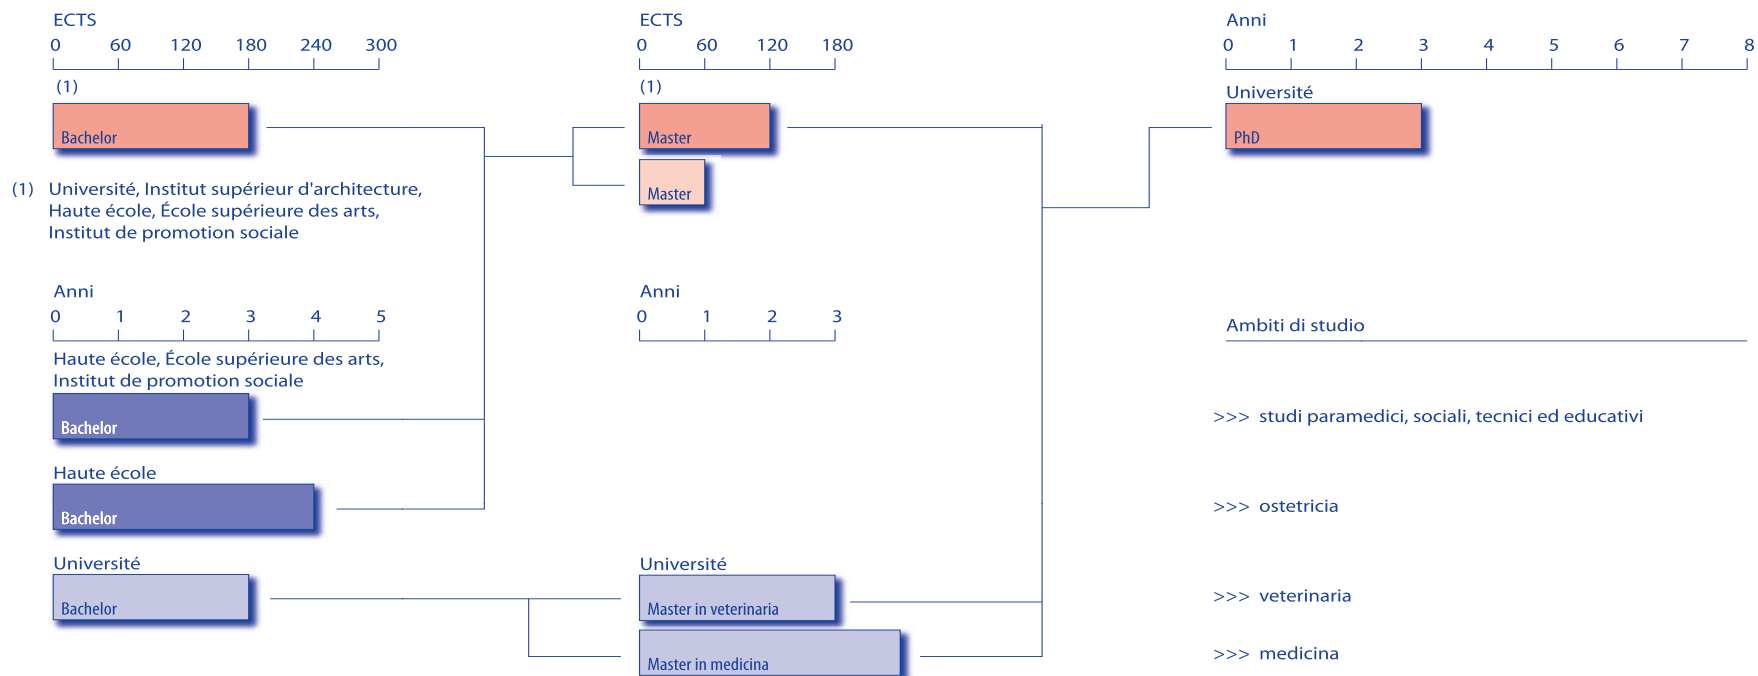 ECTS
0 60 120 180 240 300
(1)
Bachelor
(1) Université, Institut supérieur d'architecture,
Haute école, École supérieure des arts,
Institut de promotion sociale
Anni
0 1 2 3 4 5
Haute école, École supérieure des arts,
Institut de promotion sociale
Bachelor
Haute école
Bachelor
Université
Bachelor
ECTS
0 60 120 180
(1)
Master
Master
Anni
0 1 2 3
Université
Master in veterinaria
Master in medicina
Anni
0 1 2 3 4 5 6 7 8
Université
PhD
Ambiti di studio
>>> studi paramedici, sociali, tecnici ed educativi
>>> ostetricia
>>> veterinaria
>>> medicina